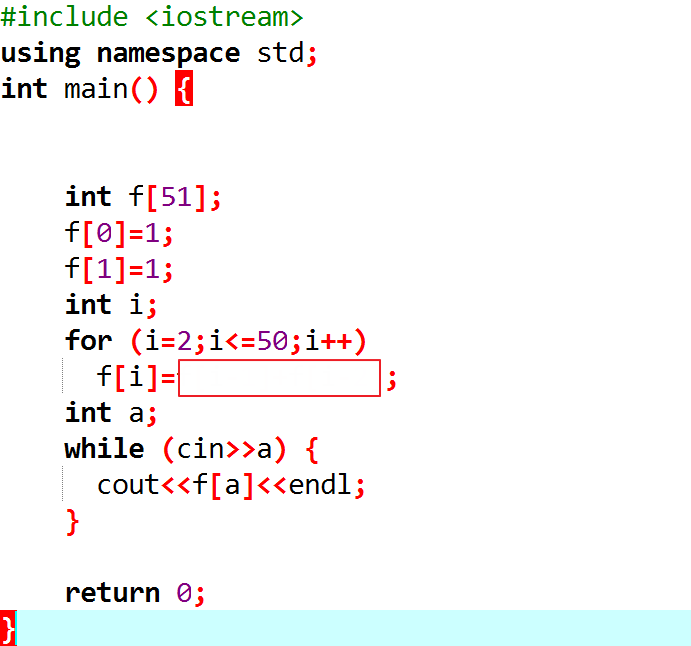 #include <iostream>
using namespace std;
int main() {
int f[51];
f[0]=1;
f[1]=1;
int i;
for (i=2;i<=50;i++)
f[i]= ;
int a;
while (cin>>a) {
cout<<f[a]<<endl;
}
return 0;
}